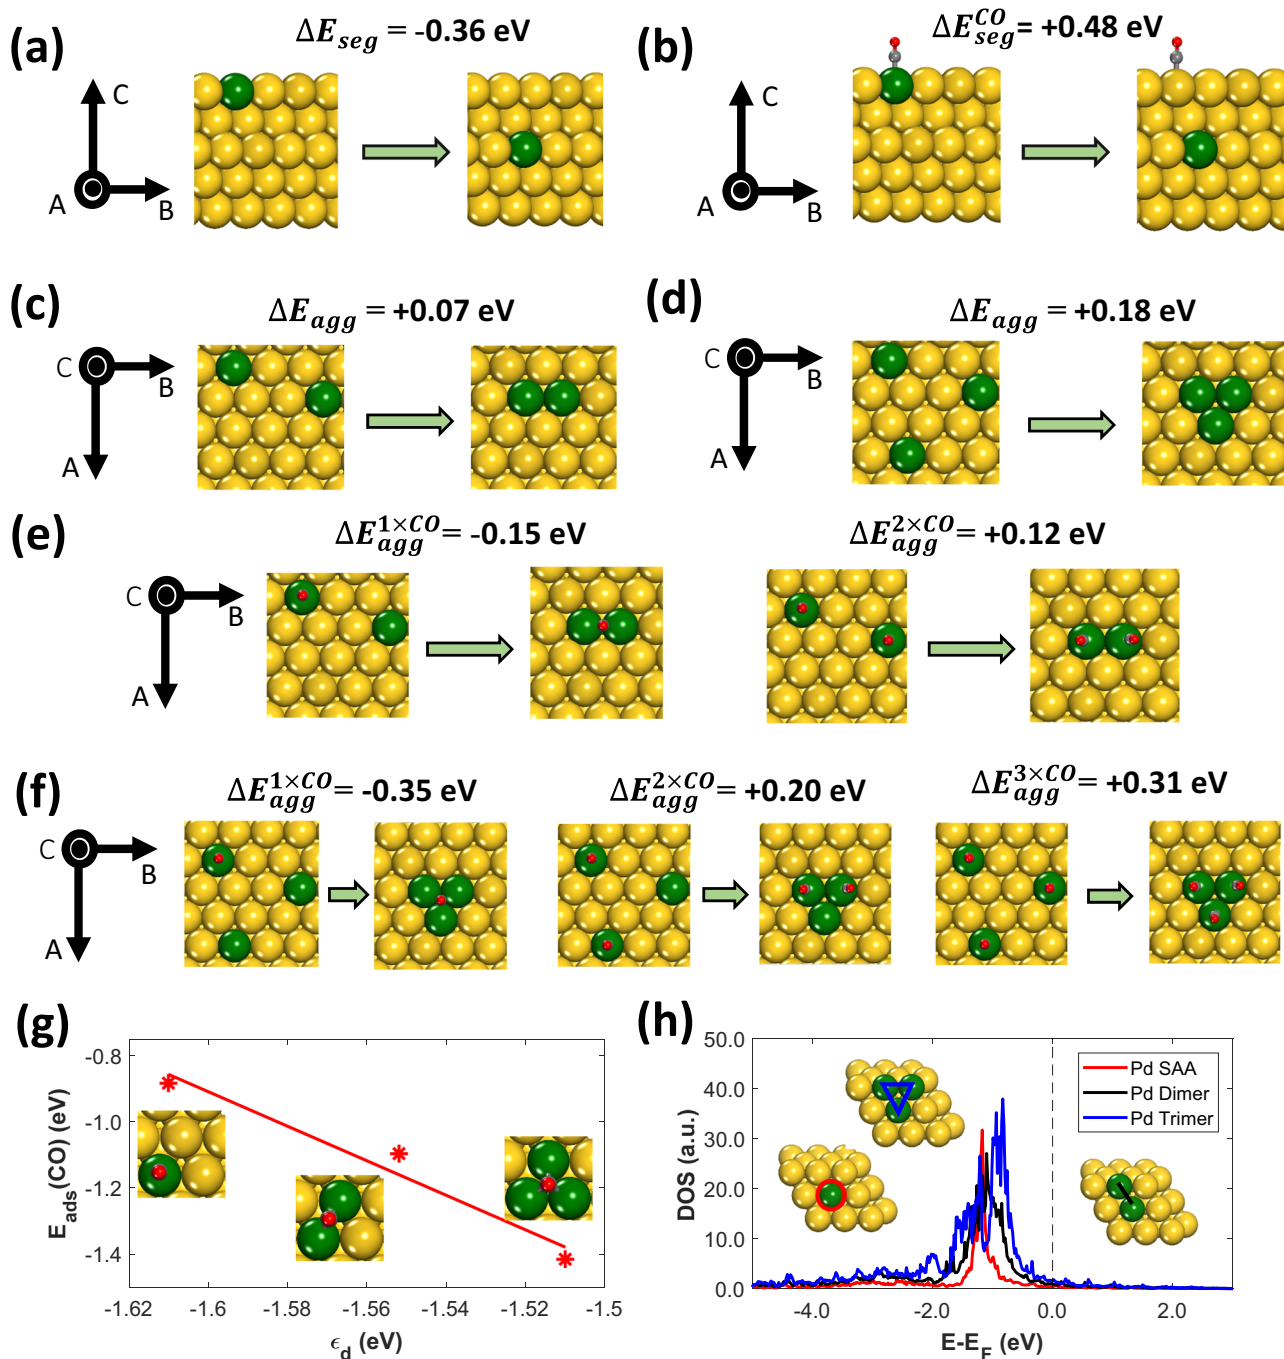 (a)
ΔE_seg = -0.36 eV
C
A
B
(b)
ΔE_seg^CO = +0.48 eV
C
A
B
(c)
ΔE_agg = +0.07 eV
C
B
A
(d)
ΔE_agg = +0.18 eV
C
B
A
(e)
ΔE_agg^1×CO = -0.15 eV
ΔE_agg^2×CO = +0.12 eV
C
B
A
(f)
ΔE_agg^1×CO = -0.35 eV
ΔE_agg^2×CO = +0.20 eV
ΔE_agg^3×CO = +0.31 eV
C
B
A
(g)
E_ads(CO) (eV)
-0.8
-1.0
-1.2
-1.4
-1.62
-1.6
-1.58
-1.56
-1.54
-1.52
-1.5
ϵ_d (eV)
(h)
DOS (a.u.)
50.0
40.0
30.0
20.0
10.0
0.0
Pd SAA
Pd Dimer
Pd Trimer
-4.0
-2.0
0.0
2.0
E-E_F (eV)